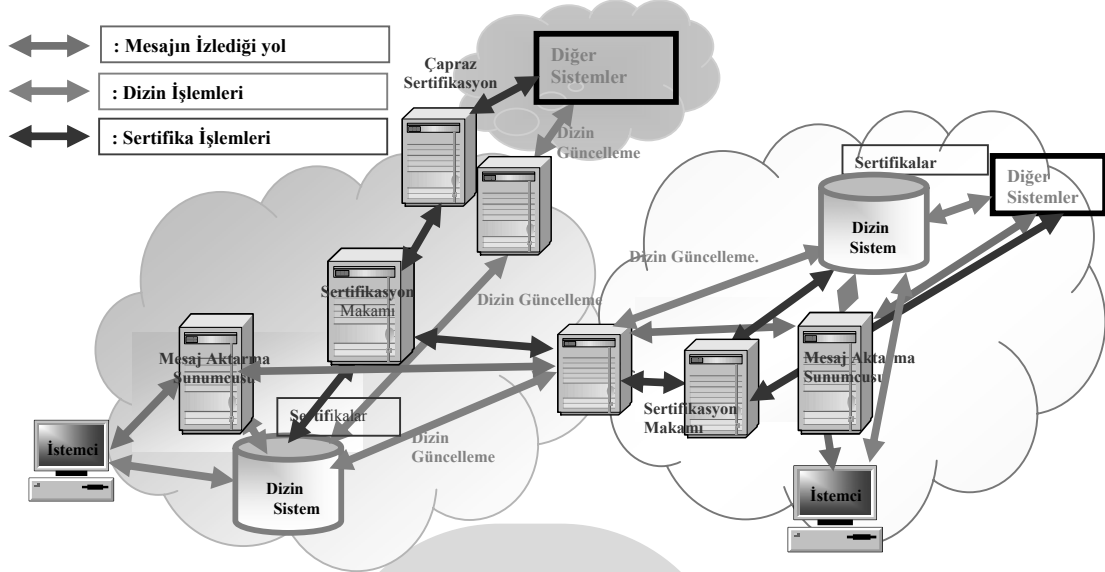 : Mesajın İzlediği yol
: Dizin İşlemleri
: Sertifika İşlemleri
Çapraz
Sertifikasyon
Diğer
Sistemler
Dizin
Güncelleme
Sertifikalar
Diğer
Sistemler
Dizin
Sistem
Dizin Güncelleme.
Sertifikasyon
Makamı
Dizin Güncelleme
Mesaj Aktarma
Sunumcusu
Mesaj Aktarma
Sunumcusu
Sertifikalar
Sertifikasyon
Makamı
Dizin
Güncelleme
İstemci
Dizin
Sistem
İstemci